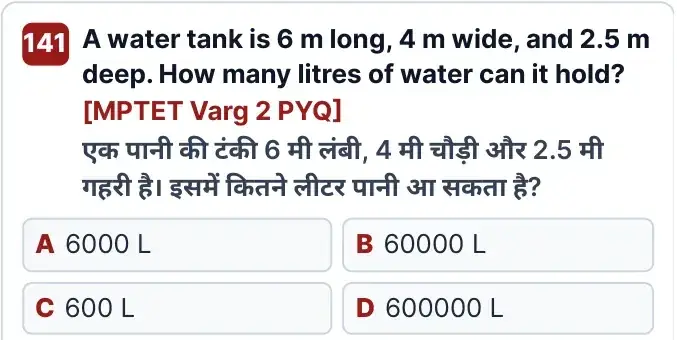 141 A water tank is 6 m long, 4 m wide, and 2.5 m
deep. How many litres of water can it hold?
[MPTET Varg 2 PYQ]
एक पानी की टंकी 6 मी लंबी, 4 मी चौड़ी और 2.5 मी
गहरी है। इसमें कितने लीटर पानी आ सकता है?
A 6000 L
B 60000 L
C 600 L
D 600000 L